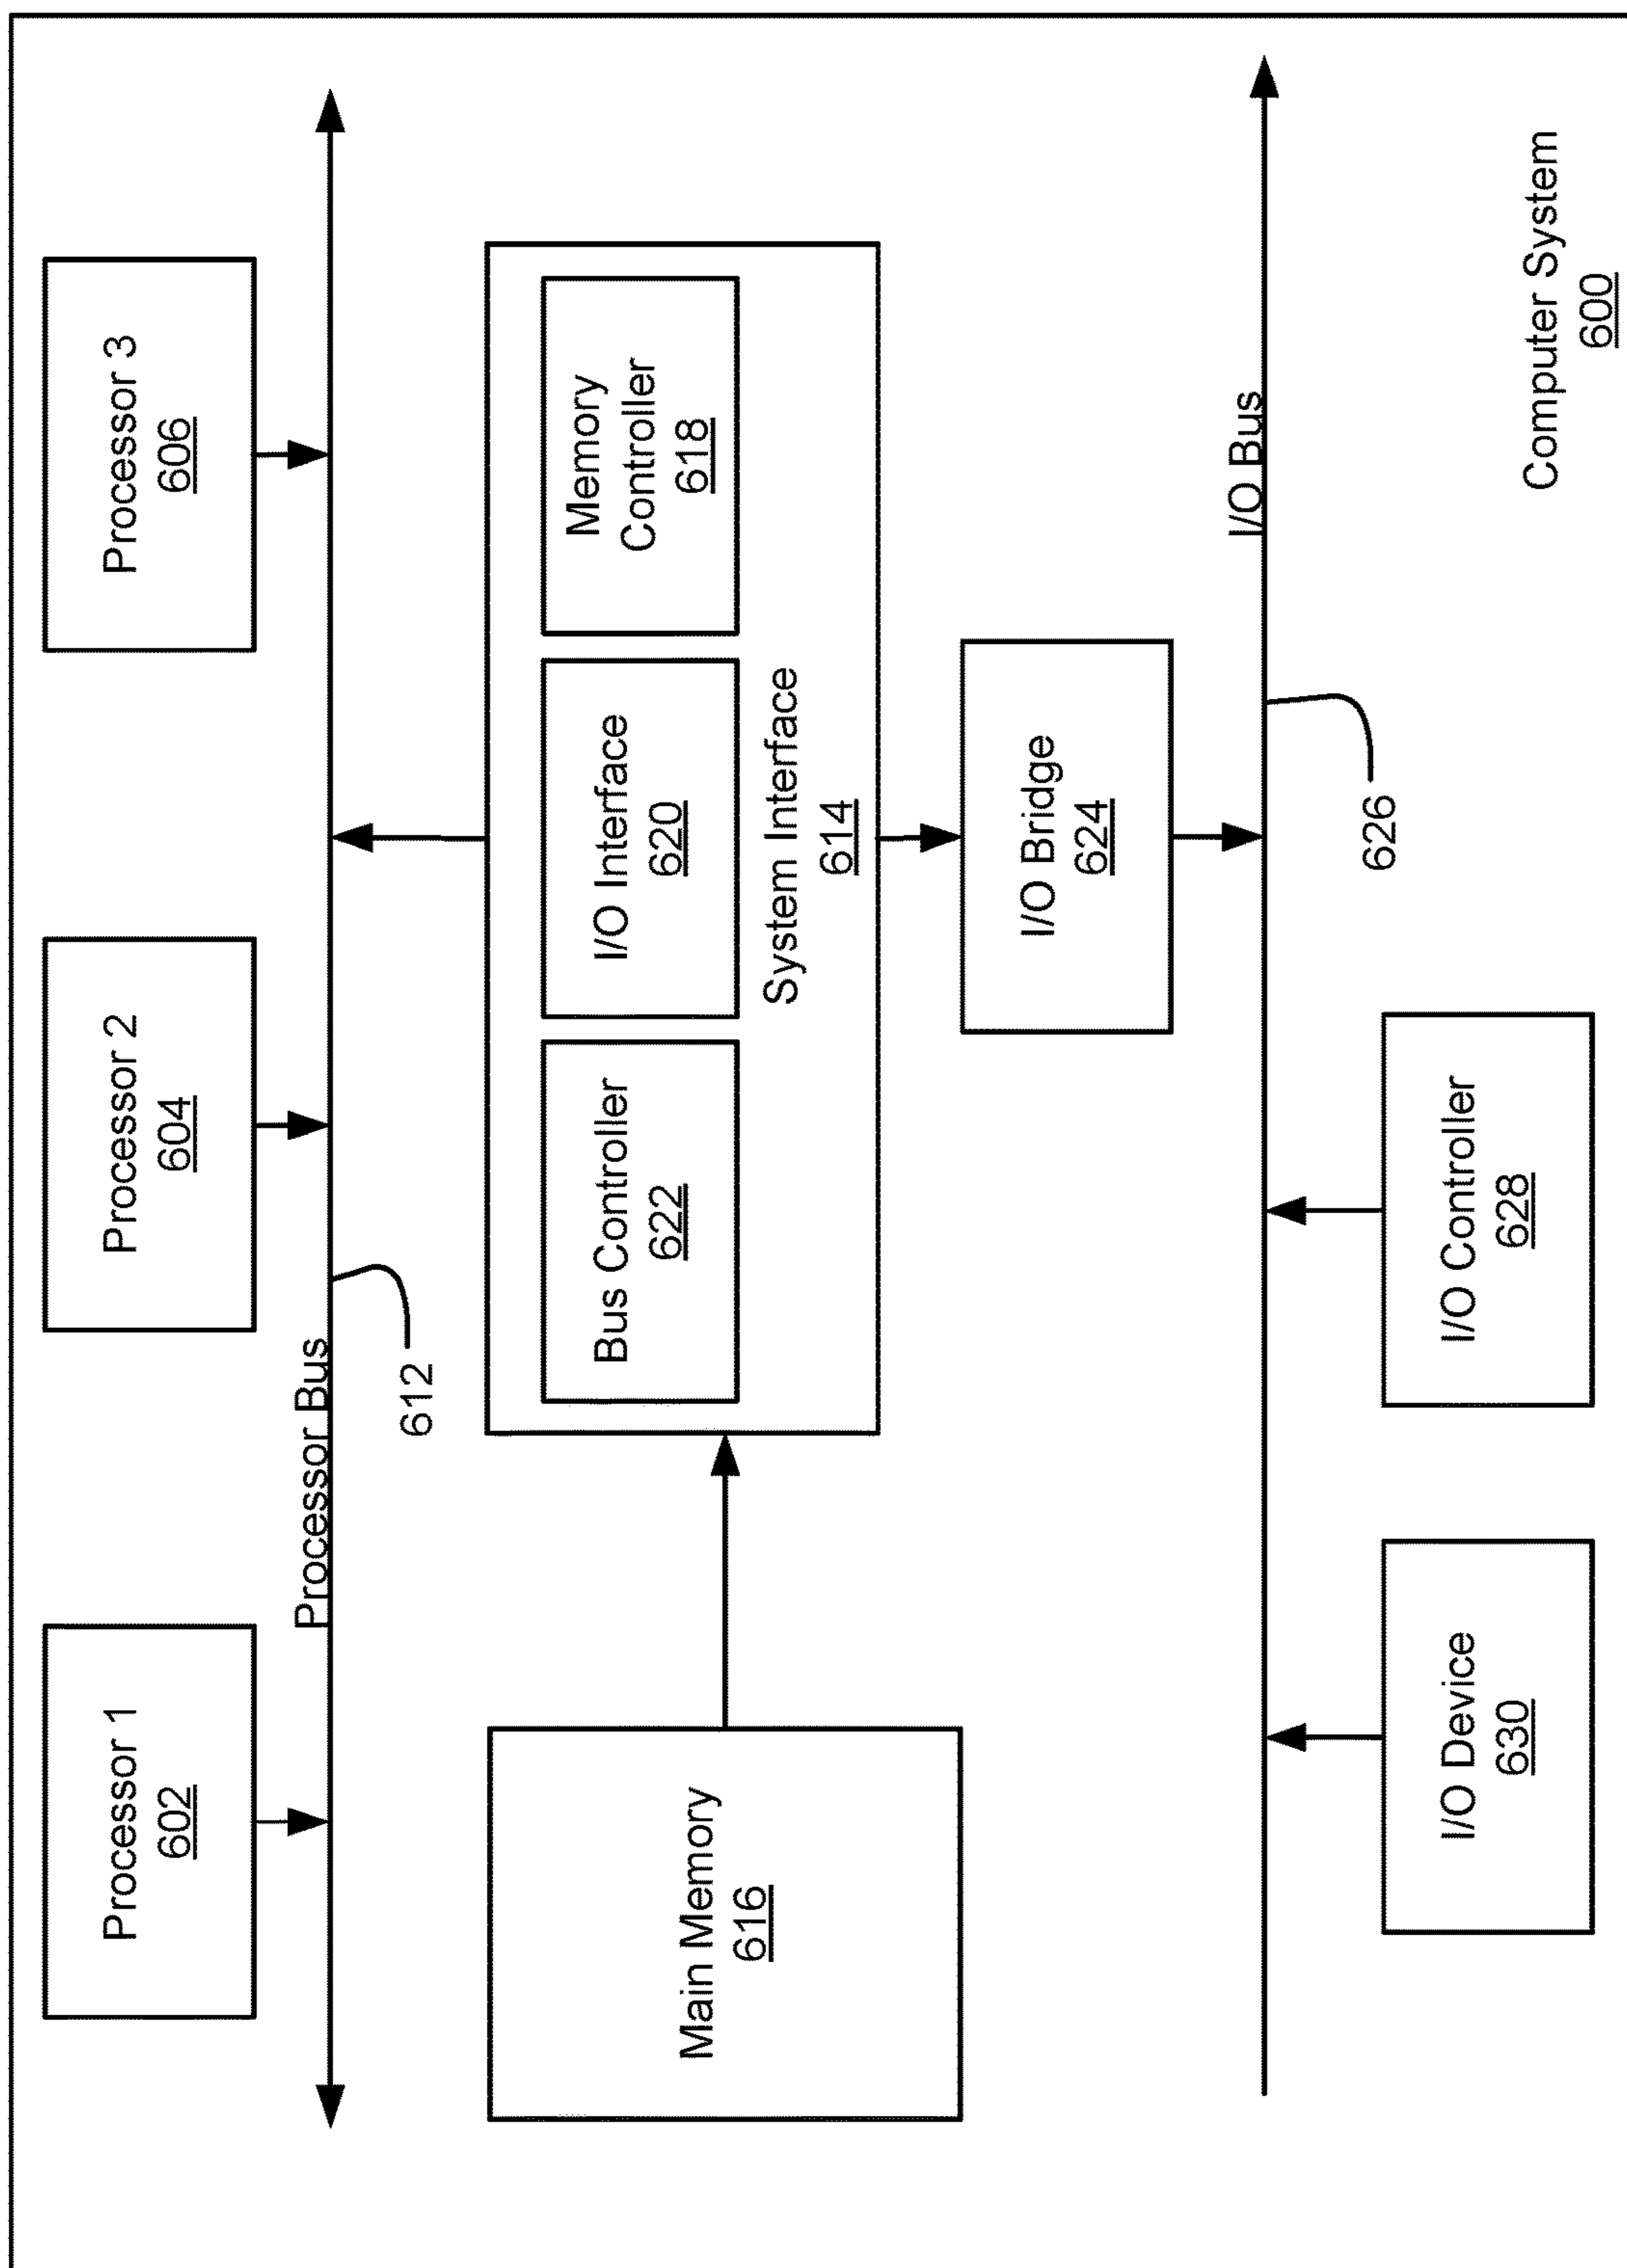 Processor 1
602
Processor 2
604
Processor 3
606
Processor Bus
612
Main Memory
616
Bus Controller
622
I/O Interface
620
Memory
Controller
618
System Interface
614
I/O Bridge
624
I/O Bus
626
I/O Device
630
I/O Controller
628
Computer System
600